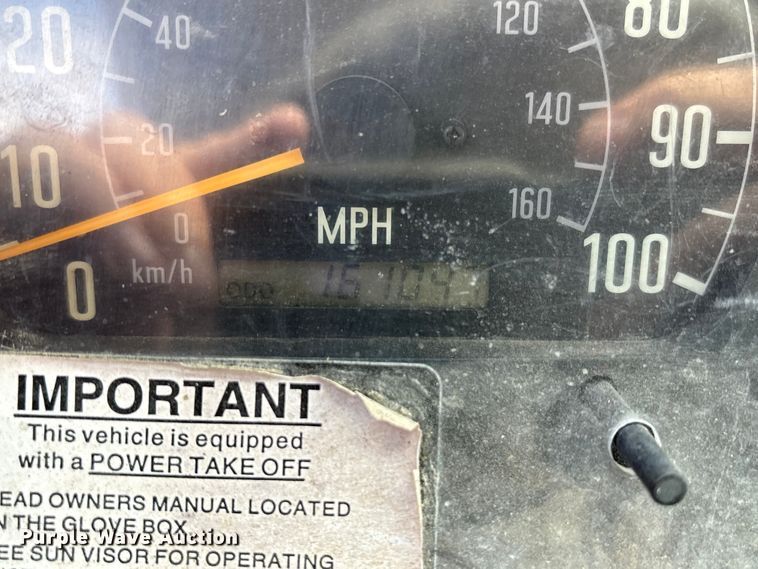 20
40
120
80
10
20
140
90
0
160
MPH
0
km/h
100
ODO
IMPORTANT
This vehicle is equipped
with a POWER TAKE OFF
EAD OWNERS MANUAL LOCATED
N THE GLOVE BOX
EE SUN VISOR FOR OPERATING
Purple Wave Auction